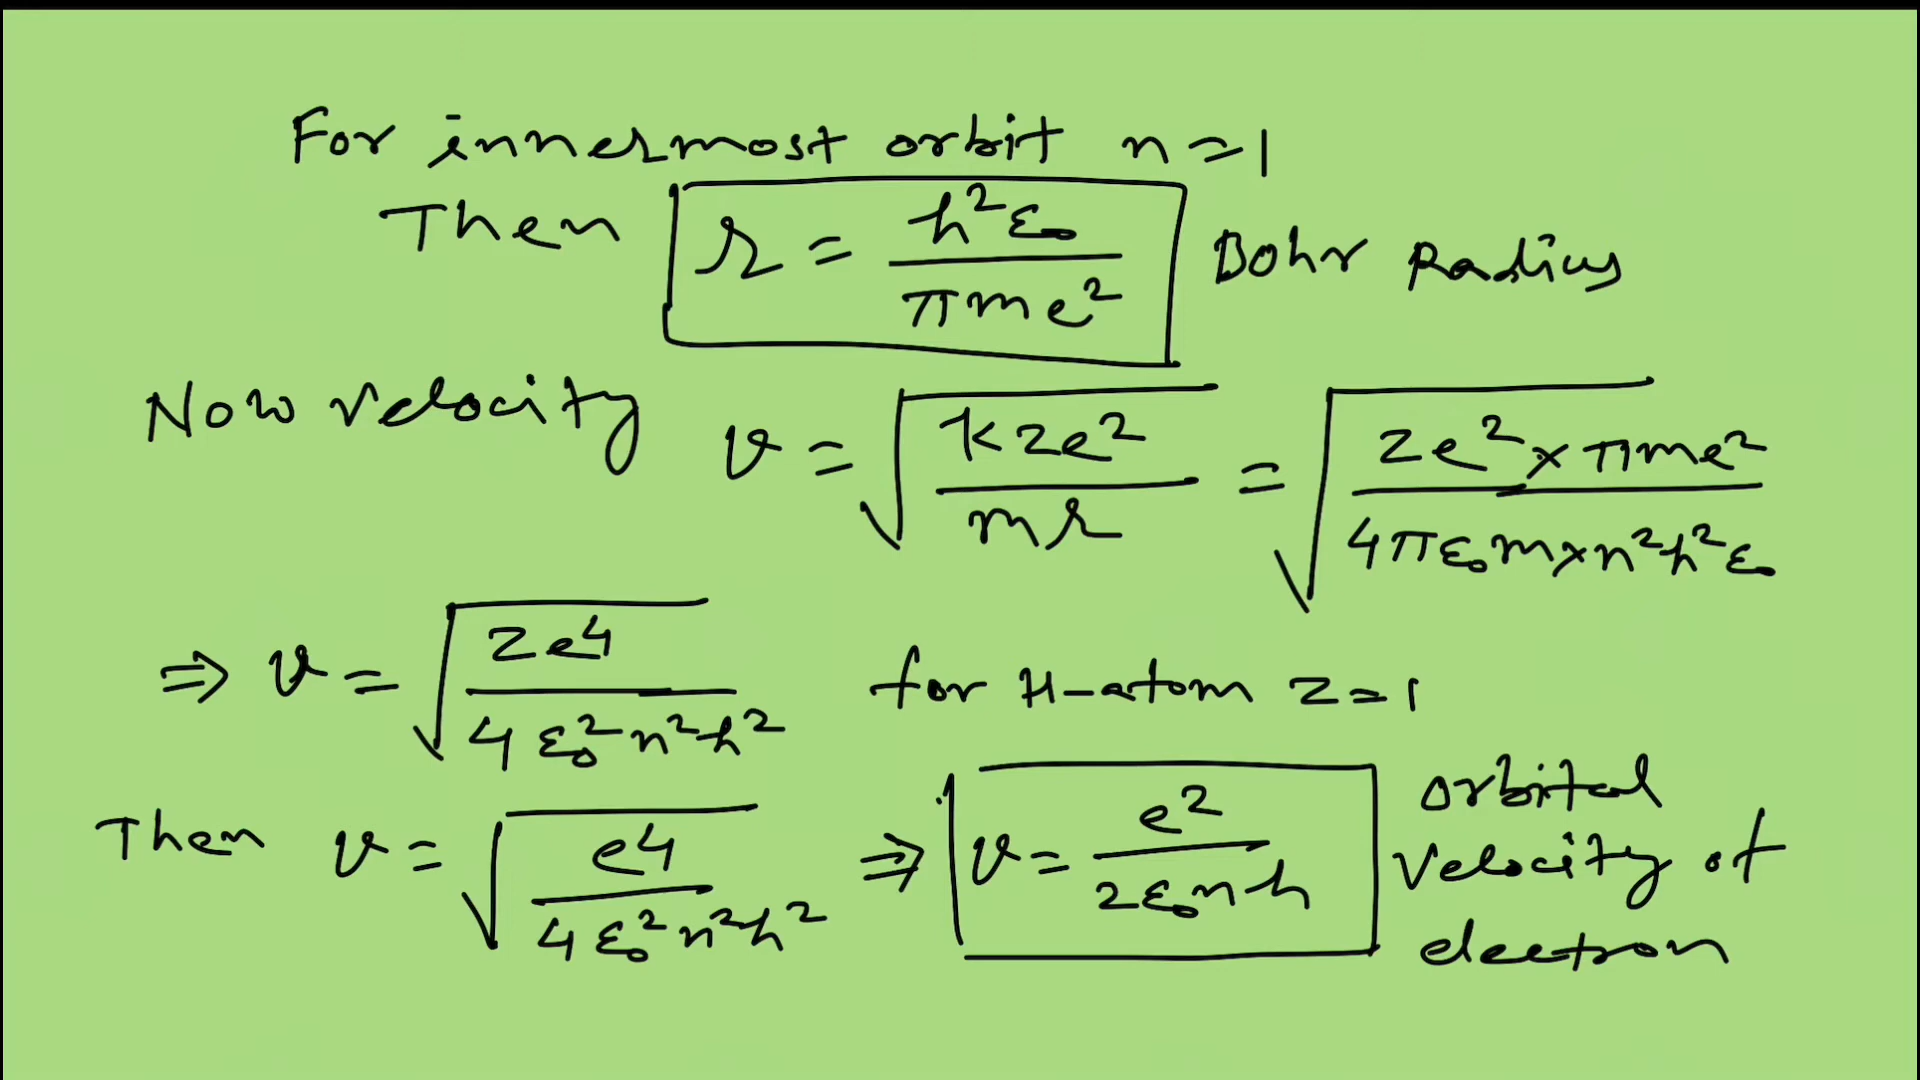 For innermost orbit n=1
Then r = h²ε₀ / πme² Bohr Radius
Now velocity v = √(kze² / mr) = √(ze² × πme² / 4πε₀m×n²h²ε₀)
⇒ v = √(ze⁴ / 4ε₀²n²h²) for H-atom z=1
Then v = √(e⁴ / 4ε₀²n²h²) ⇒ v = e² / 2ε₀nh orbital velocity of electron